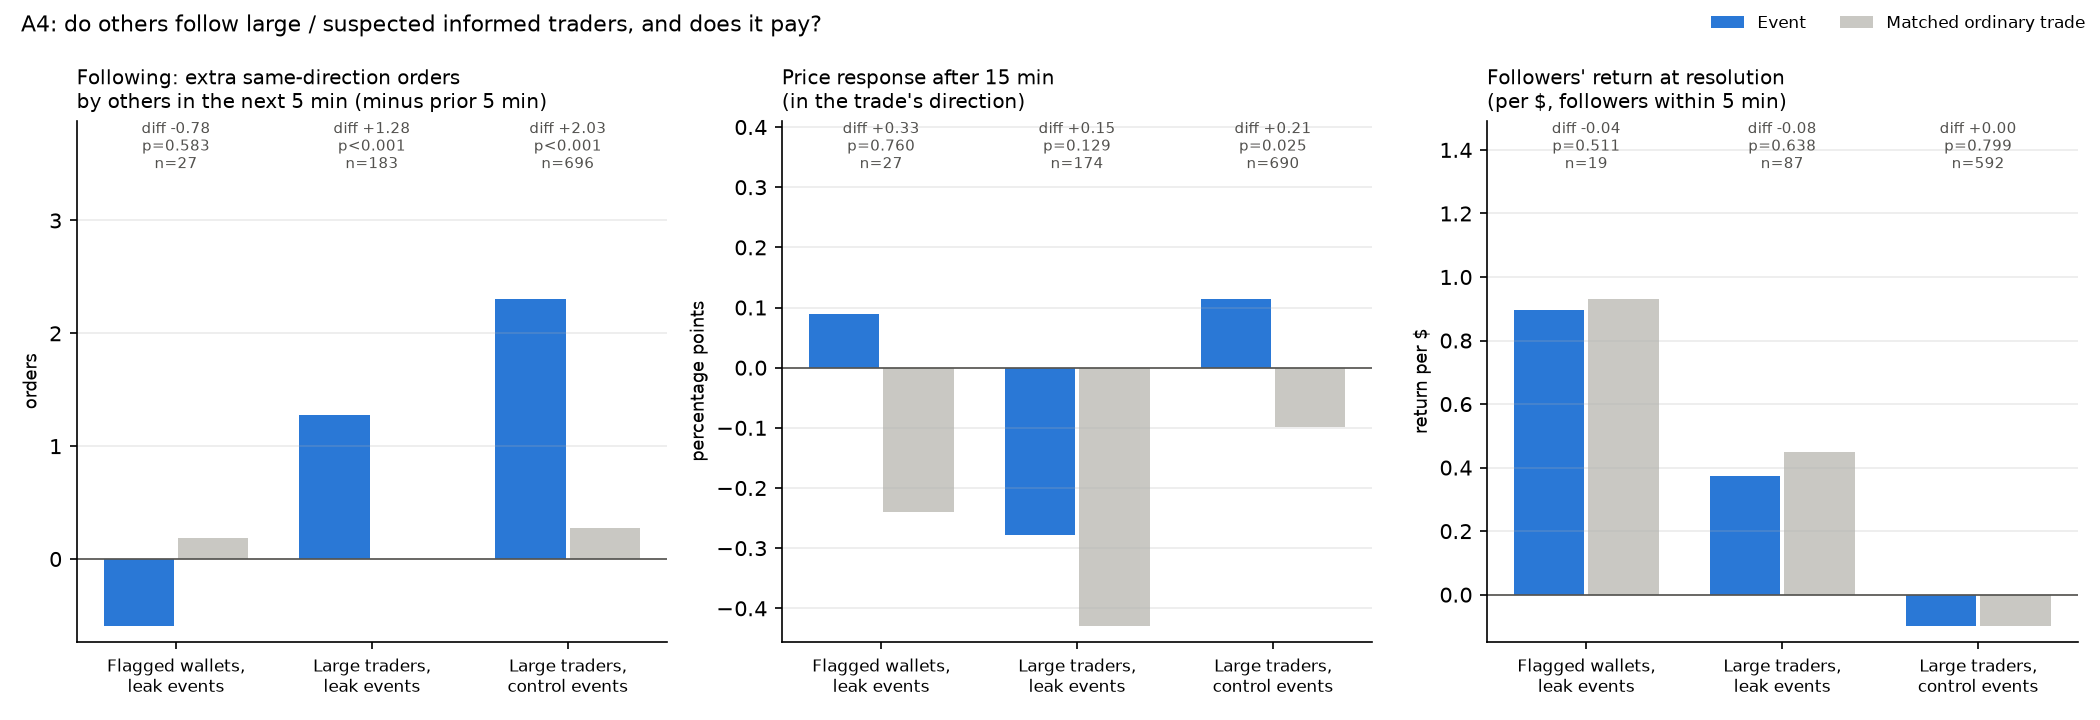 A4: do others follow large / suspected informed traders, and does it pay?
Event
Matched ordinary trade
Following: extra same-direction orders
by others in the next 5 min (minus prior 5 min)
diff -0.78
p=0.583
n=27
diff +1.28
p<0.001
n=183
diff +2.03
p<0.001
n=696
3
2
1
0
orders
Flagged wallets,
leak events
Large traders,
leak events
Large traders,
control events
Price response after 15 min
(in the trade's direction)
diff +0.33
p=0.760
n=27
diff +0.15
p=0.129
n=174
diff +0.21
p=0.025
n=690
0.4
0.3
0.2
0.1
0.0
−0.1
−0.2
−0.3
−0.4
percentage points
Flagged wallets,
leak events
Large traders,
leak events
Large traders,
control events
Followers' return at resolution
(per $, followers within 5 min)
diff -0.04
p=0.511
n=19
diff -0.08
p=0.638
n=87
diff +0.00
p=0.799
n=592
1.4
1.2
1.0
0.8
0.6
0.4
0.2
0.0
return per $
Flagged wallets,
leak events
Large traders,
leak events
Large traders,
control events